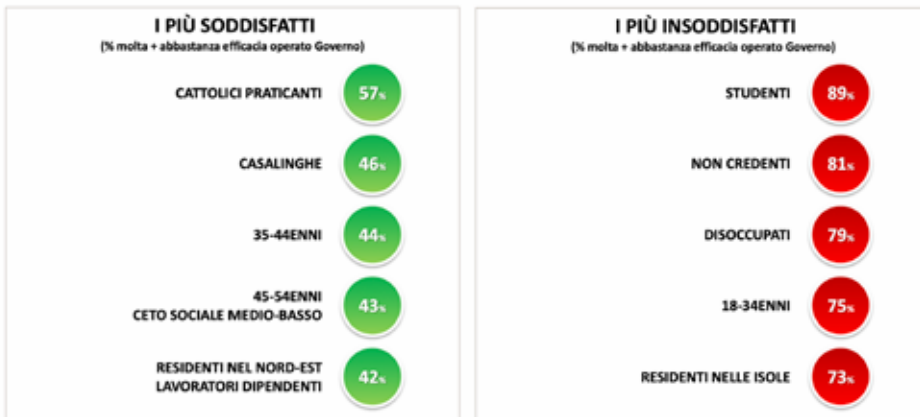 I PIÙ SODDISFATTI
(% molta + abbastanza efficacia operato Governo)
CATTOLICI PRATICANTI 57%
CASALINGHE 46%
35-44ENNI 44%
45-54ENNI
CETO SOCIALE MEDIO-BASSO 43%
RESIDENTI NEL NORD-EST
LAVORATORI DIPENDENTI 42%
I PIÙ INSODDISFATTI
(% molta + abbastanza efficacia operato Governo)
STUDENTI 89%
NON CREDENTI 81%
DISOCCUPATI 79%
18-34ENNI 75%
RESIDENTI NELLE ISOLE 73%